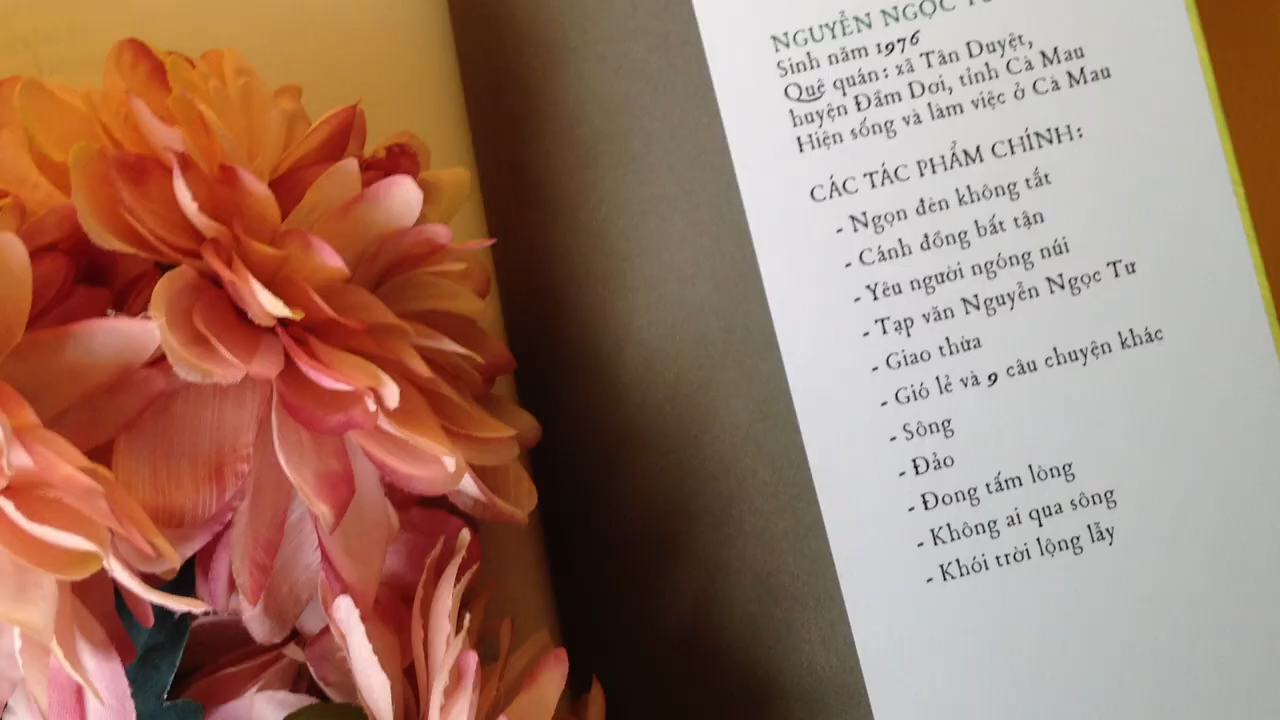 NGUYỄN NGỌC TƯ
Sinh năm 1976
Quê quán: xã Tân Duyệt,
huyện Đầm Dơi, tỉnh Cà Mau
Hiện sống và làm việc ở Cà Mau
CÁC TÁC PHẨM CHÍNH:
- Ngọn đèn không tắt
- Cánh đồng bất tận
- Yêu người ngóng núi
- Tạp văn Nguyễn Ngọc Tư
- Giao thừa
- Gió lẻ và 9 câu chuyện khác
- Sông
- Đảo
- Đong tấm lòng
- Không ai qua sông
- Khói trời lộng lẫy